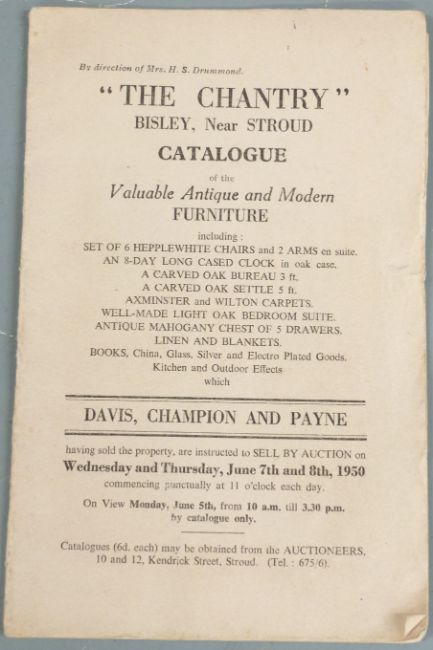 By direction of Mrs. H. S. Drummond.
"THE CHANTRY"
BISLEY, Near STROUD
CATALOGUE
of the
Valuable Antique and Modern
FURNITURE
including :
SET OF 6 HEPPLEWHITE CHAIRS and 2 ARMS en suite.
AN 8-DAY LONG CASED CLOCK in oak case.
A CARVED OAK BUREAU 3 ft.
A CARVED OAK SETTLE 5 ft.
AXMINSTER and WILTON CARPETS.
WELL-MADE LIGHT OAK BEDROOM SUITE.
ANTIQUE MAHOGANY CHEST OF 5 DRAWERS.
LINEN AND BLANKETS.
BOOKS, China, Glass, Silver and Electro Plated Goods.
Kitchen and Outdoor Effects
which
DAVIS, CHAMPION AND PAYNE
having sold the property, are instructed to SELL BY AUCTION on
Wednesday and Thursday, June 7th and 8th, 1950
commencing punctually at 11 o'clock each day.
On View Monday, June 5th, from 10 a.m. till 3.30 p.m.
by catalogue only.
Catalogues (6d. each) may be obtained from the AUCTIONEERS,
10 and 12, Kendrick Street, Stroud. (Tel. : 675/6).